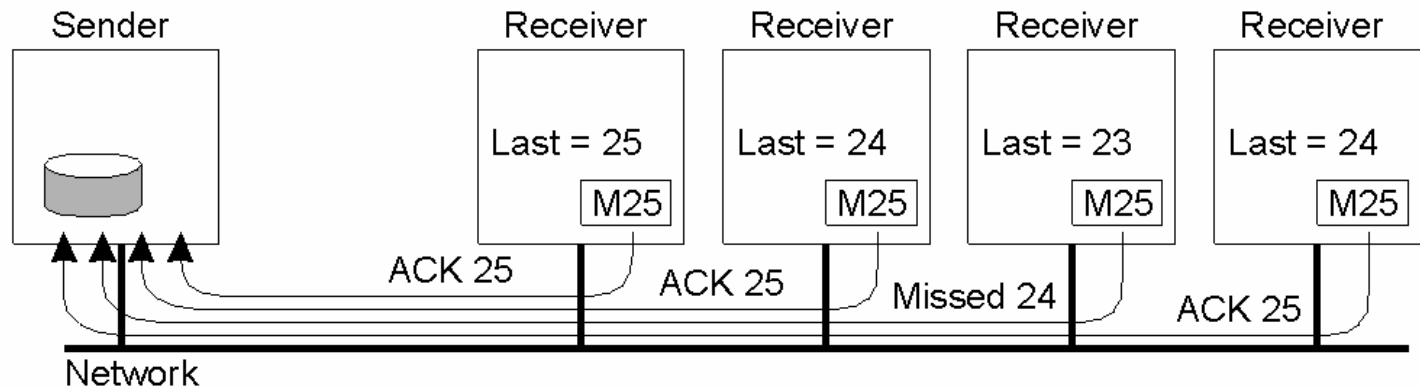 Sender
Receiver
Receiver
Receiver
Receiver
Last = 25
Last = 24
Last = 23
Last = 24
M25
M25
M25
M25
ACK 25
ACK 25
Missed 24
ACK 25
Network